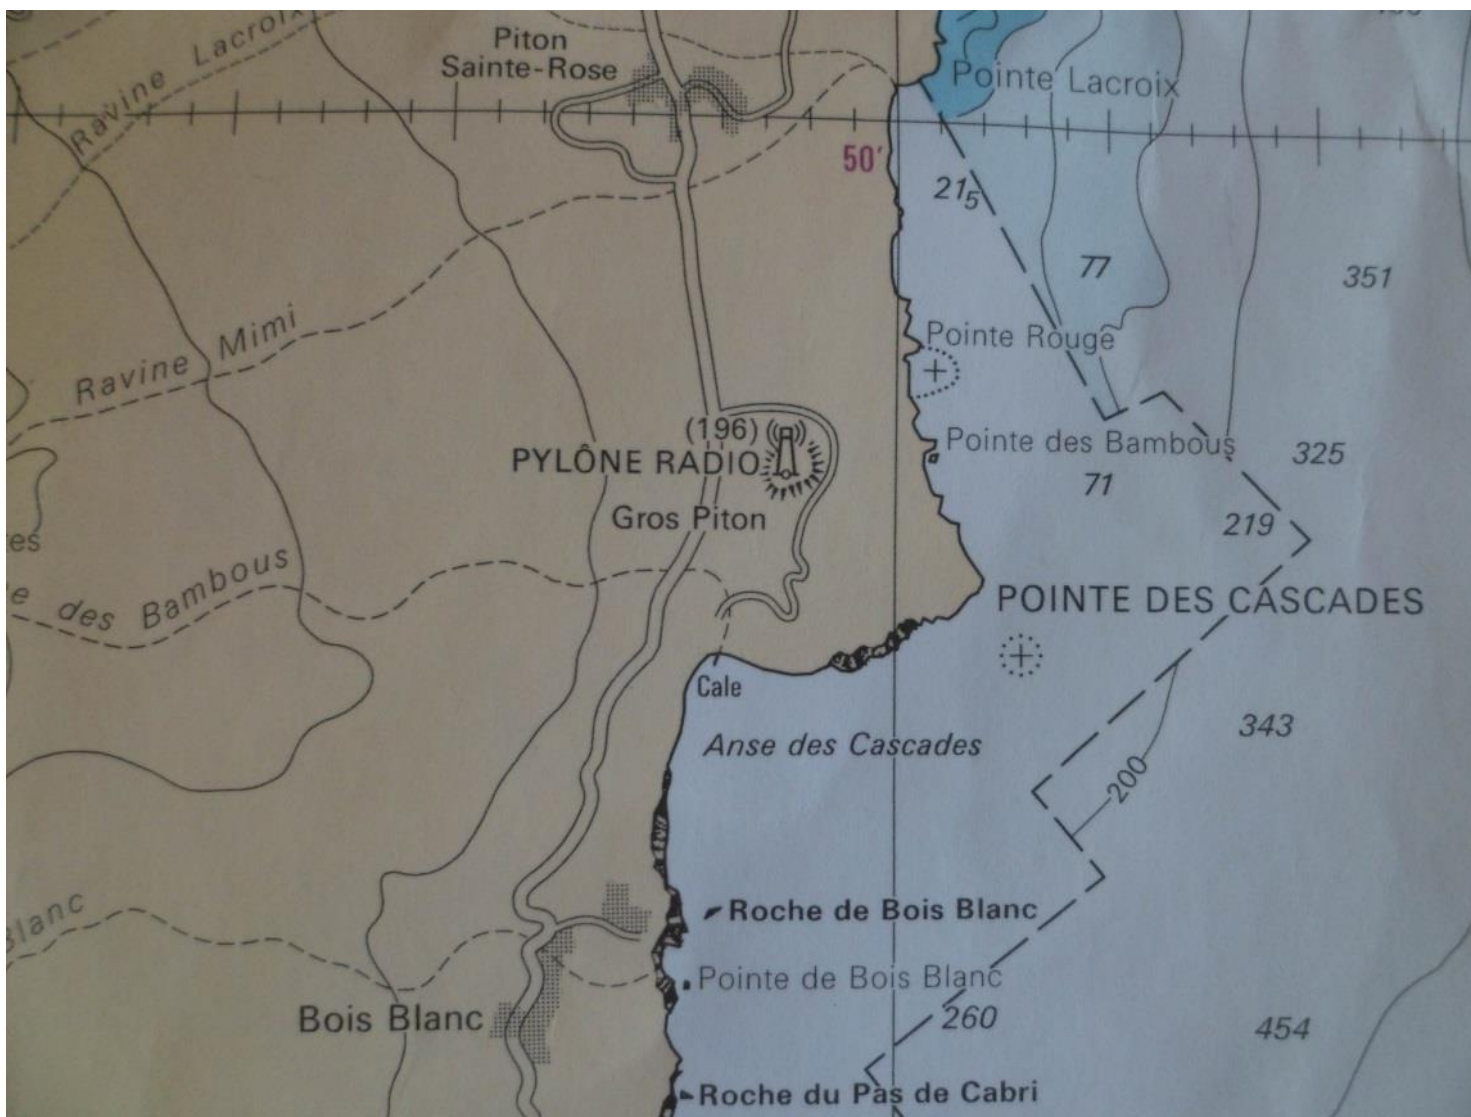 Piton
Sainte-Rose
Ravine Lacroix
Pointe Lacroix
50'
21₅
77
351
Pointe Rouge
Ravine Mimi
(196)
PYLÔNE RADIO
Pointe des Bambous
325
71
Gros Piton
219
des Bambous
POINTE DES CASCADES
Cale
343
Anse des Cascades
200
Roche de Bois Blanc
Blanc
Pointe de Bois Blanc
Bois Blanc
260
454
Roche du Pas de Cabri